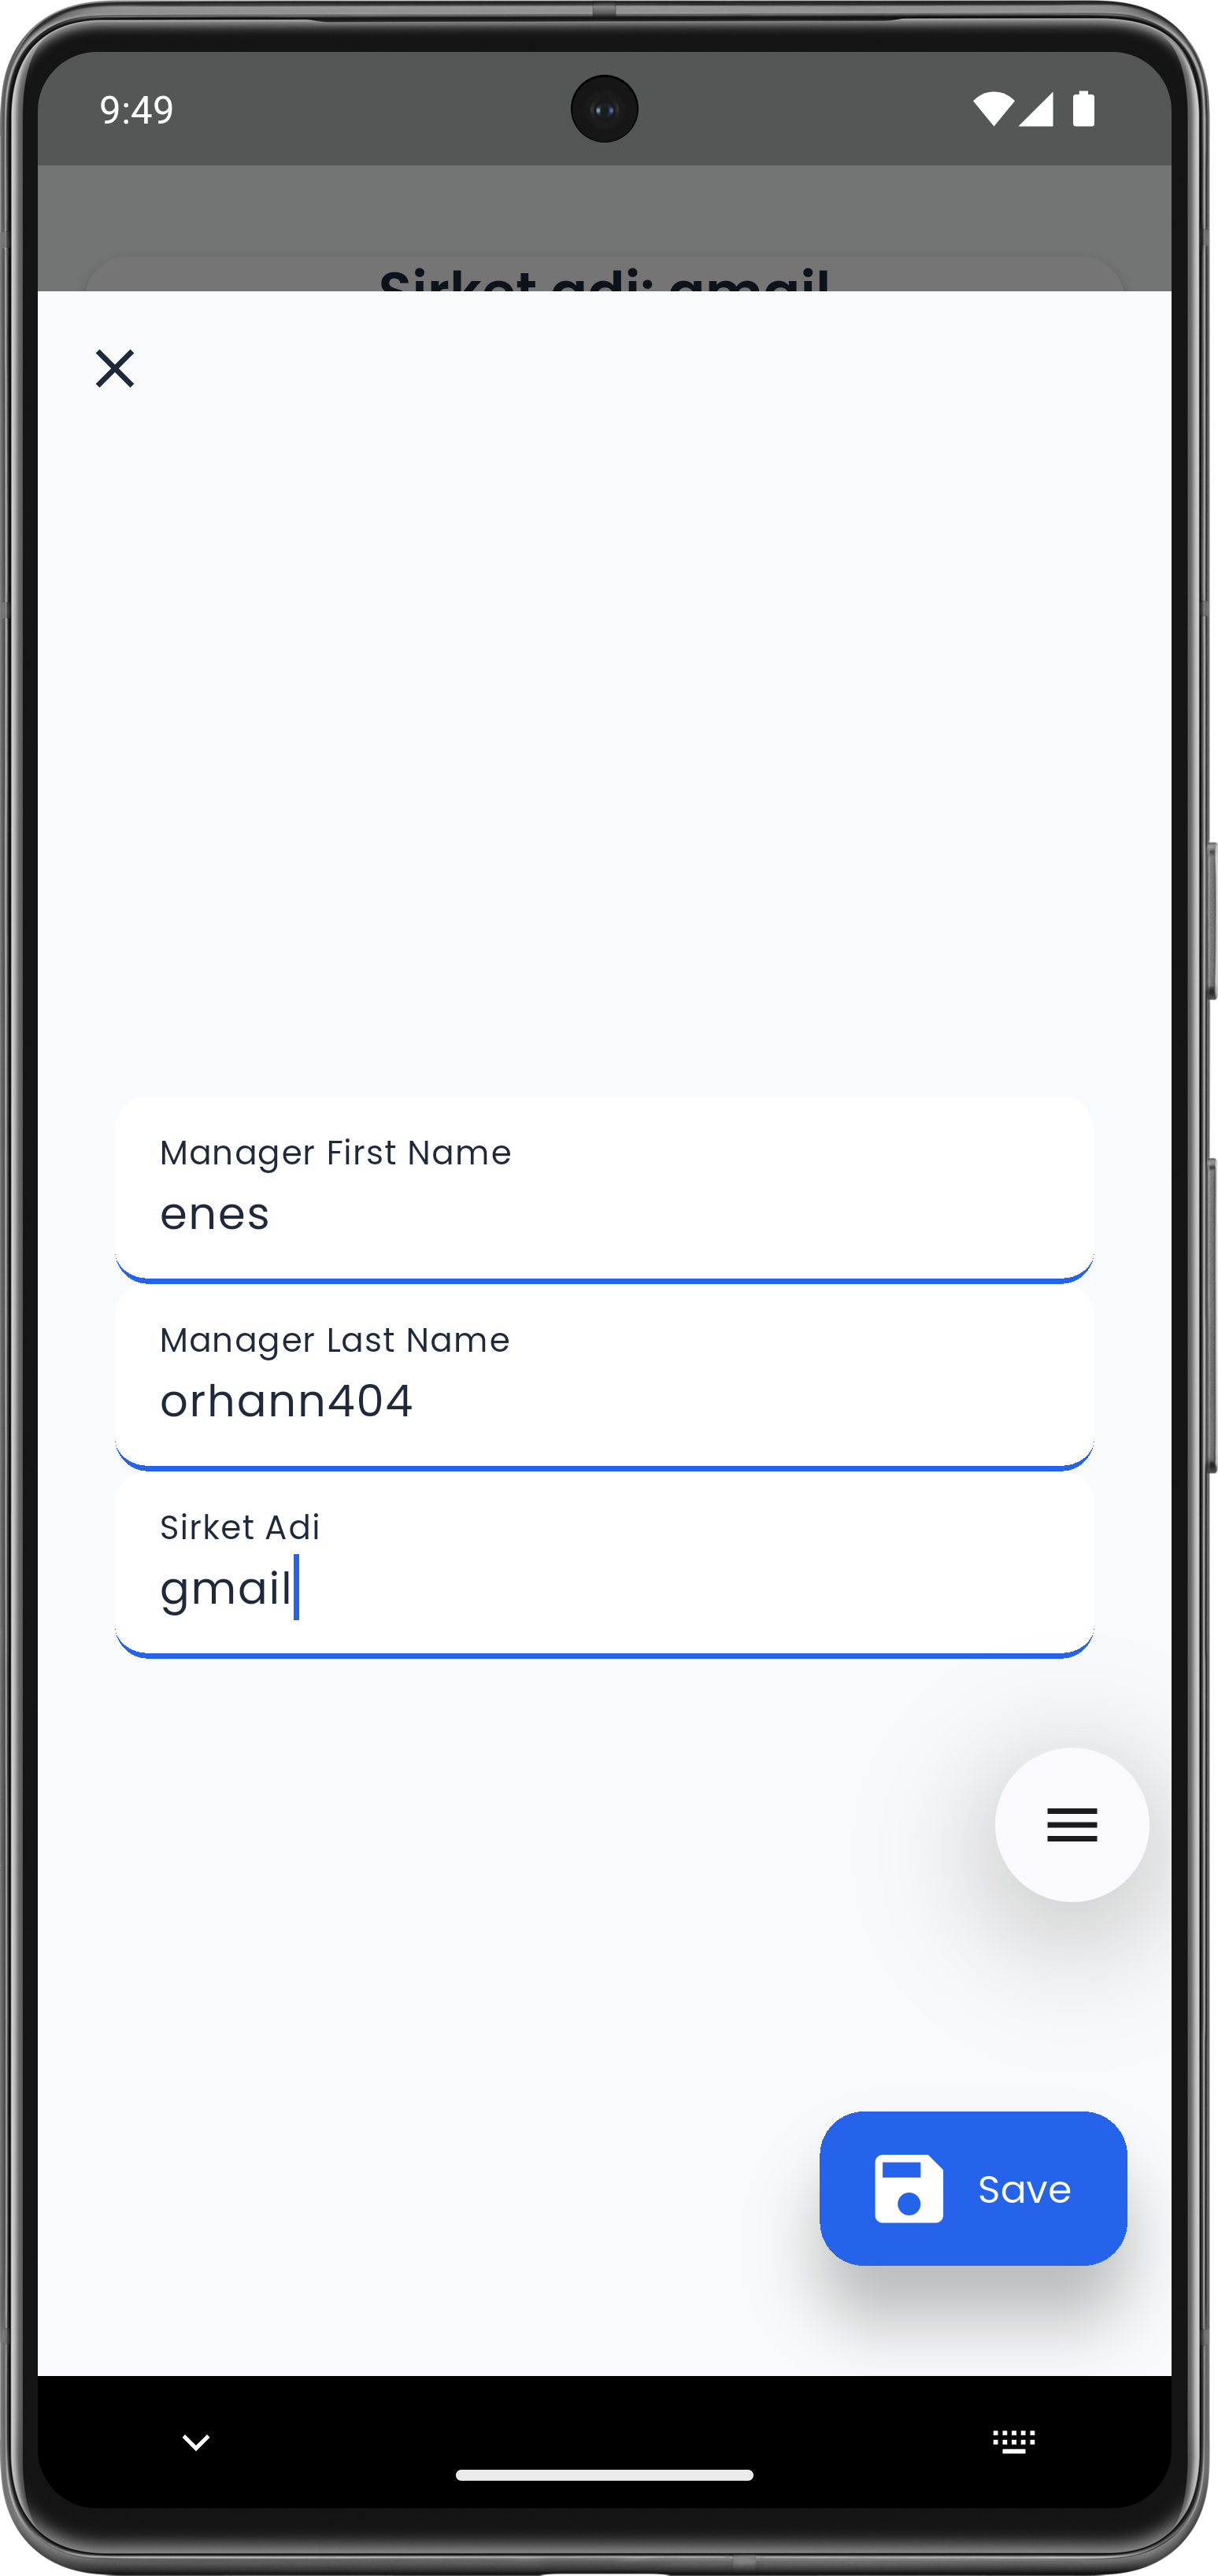 9:49
Sirket adi: gmail
Manager First Name
enes
Manager Last Name
orhann404
Sirket Adi
gmail
Save